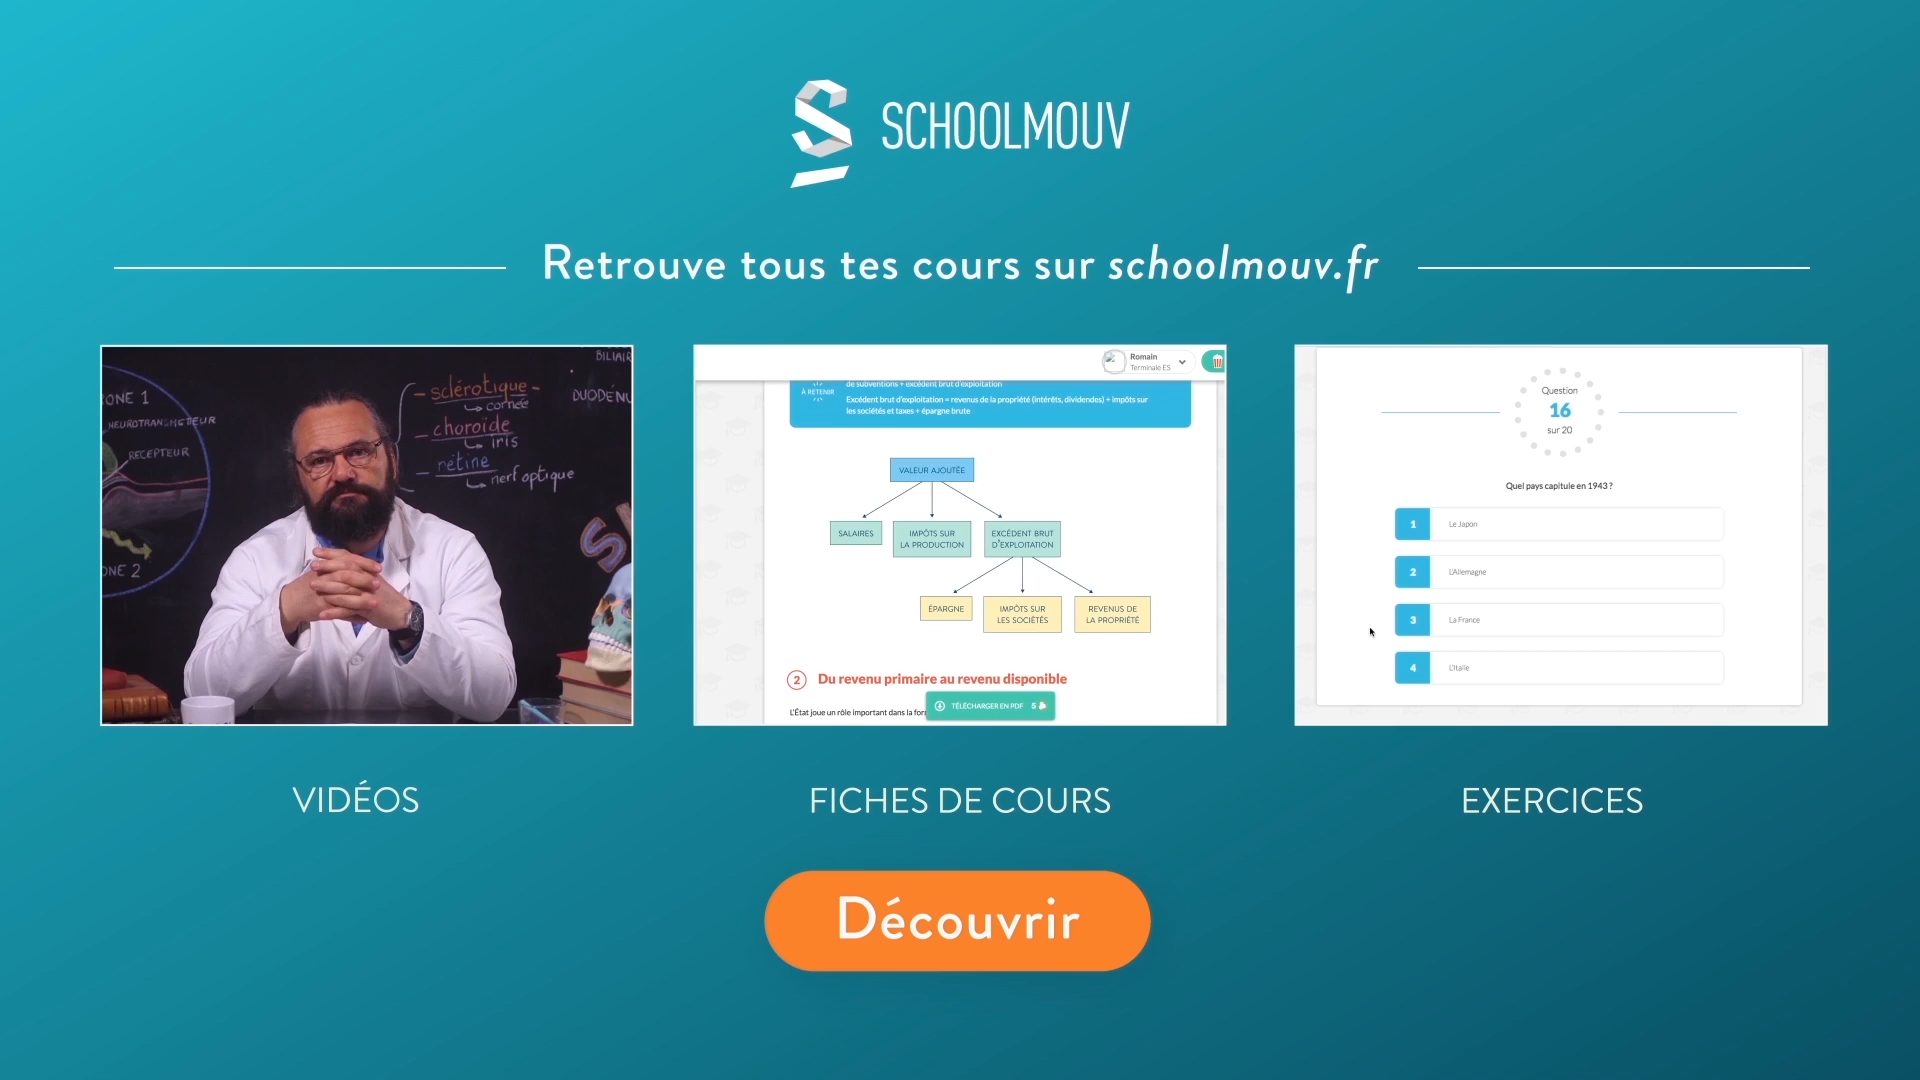 SCHOOLMOUV
Retrouve tous tes cours sur schoolmouv.fr
BILIAIR
ZONE 1
NEUROTRANSMETTEUR
RECEPTEUR
ZONE 2
sclérotique
cornée
choroïde
iris
rétine
nerf optique
DUODÉNU
Romain
Terminale ES
À RETENIR
de subventions + excédent brut d'exploitation
Excédent brut d'exploitation = revenus de la propriété (intérêts, dividendes) + impôts sur
les sociétés et taxes + épargne brute
VALEUR AJOUTÉE
SALAIRES
IMPÔTS SUR
LA PRODUCTION
EXCÉDENT BRUT
D'EXPLOITATION
ÉPARGNE
IMPÔTS SUR
LES SOCIÉTÉS
REVENUS DE
LA PROPRIÉTÉ
2 Du revenu primaire au revenu disponible
L'État joue un rôle important dans la for
TÉLÉCHARGER EN PDF 5
Question
16
sur 20
Quel pays capitule en 1943 ?
1 Le Japon
2 L'Allemagne
3 La France
4 L'Italie
VIDÉOS
FICHES DE COURS
EXERCICES
Découvrir